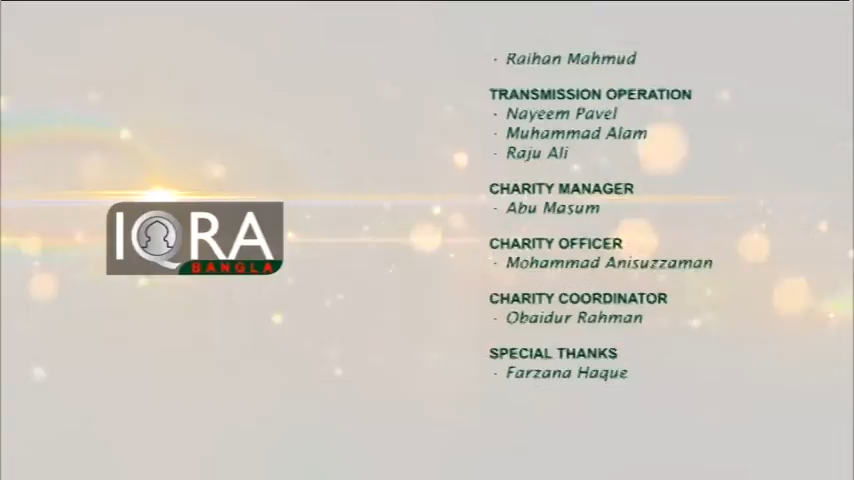 IQRA
BANGLA
- Raihan Mahmud
TRANSMISSION OPERATION
- Nayeem Pavel
- Muhammad Alam
- Raju Ali
CHARITY MANAGER
- Abu Masum
CHARITY OFFICER
- Mohammad Anisuzzaman
CHARITY COORDINATOR
- Obaidur Rahman
SPECIAL THANKS
- Farzana Haque